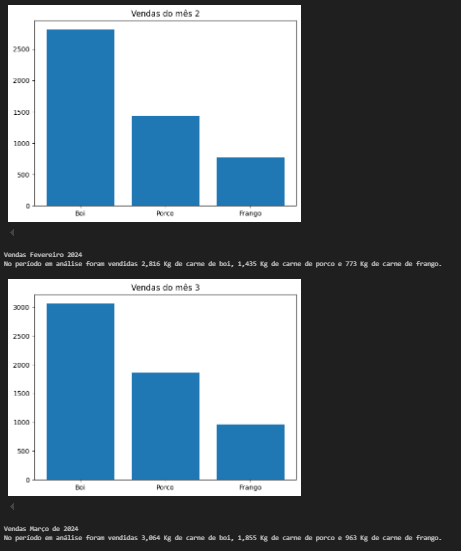 Vendas do mês 2
2500
2000
1500
1000
500
0
Boi Porco Frango
Vendas Fevereiro 2024
No período em análise foram vendidas 2,816 Kg de carne de boi, 1,435 Kg de carne de porco e 773 Kg de carne de frango.
Vendas do mês 3
3000
2500
2000
1500
1000
500
0
Boi Porco Frango
Vendas Março de 2024
No período em análise foram vendidas 3,064 Kg de carne de boi, 1,855 Kg de carne de porco e 963 Kg de carne de frango.